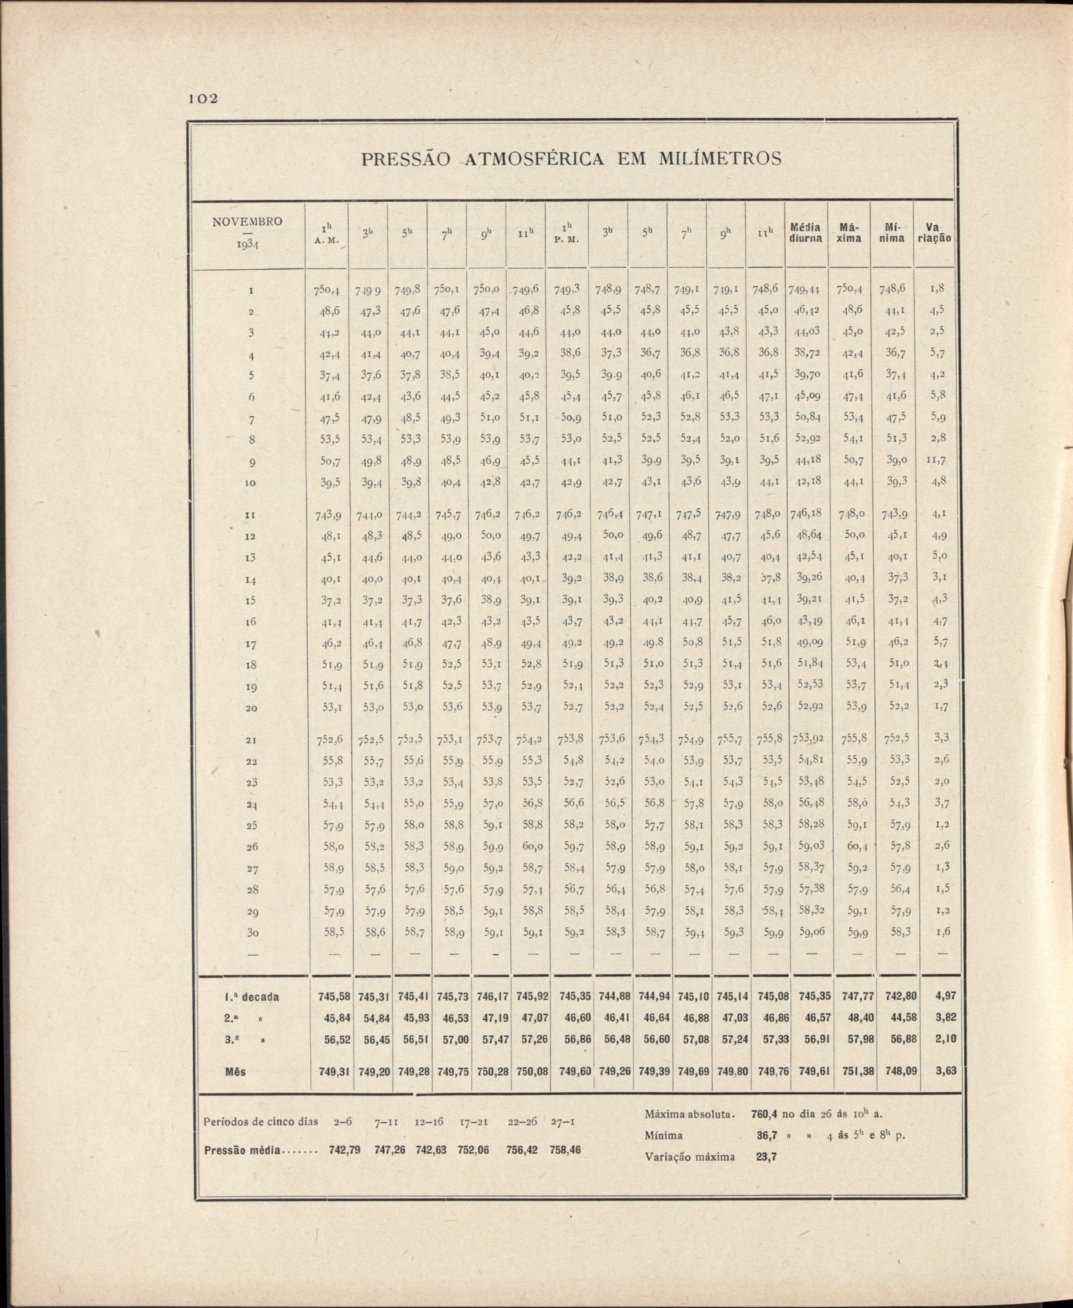 102
PRESSÃO ATMOSFÉRICA EM MILÍMETROS
NOVEMBRO — 1934 1h A. M. 3h 5h 7h 9h 11h 1h P. M. 3h 5h 7h 9h 11h Média diurna Má-xima Mí-nima Va riação
1 750,4 749 9 749,8 750,1 750,0 749,6 749,3 748,9 748,7 749,1 749,1 748,6 749,44 750,4 748,6 1,8
2 48,6 47,3 47,6 47,6 47,4 46,8 45,8 45,5 45,8 45,5 45,5 45,0 46,42 48,6 44,1 4,5
3 44,2 44,0 44,1 44,1 45,0 44,6 44,0 44,0 44,0 44,0 43,8 43,3 44,03 45,0 42,5 2,5
4 42,4 41,4 40,7 40,4 39,4 39,2 38,6 37,3 36,7 36,8 36,8 36,8 38,72 42,4 36,7 5,7
5 37,4 37,6 37,8 38,5 40,1 40,2 39,5 39 9 40,6 41,2 41,4 41,5 39,70 41,6 37,4 4,2
6 41,6 42,4 43,6 44,5 45,2 45,8 45,4 45,7 45,8 46,1 46,5 47,1 45,09 47,4 41,6 5,8
7 47,5 47,9 48,5 49,3 51,0 51,1 50,9 51,0 52,3 52,8 53,3 53,3 50,84 53,4 47,5 5,9
8 53,5 53,4 53,3 53,9 53,9 53,7 53,0 52,5 52,5 52,4 52,0 51,6 52,92 54,1 51,3 2,8
9 50,7 49,8 48,9 48,5 46,9 45,5 44,1 41,3 39,9 39,5 39,1 39,5 44,18 50,7 39,0 11,7
10 39,5 39,4 39,8 40,4 42,8 42,7 42,9 42,7 43,1 43,6 43,9 44,1 42,18 44,1 39,3 4,8
11 743,9 744,0 744,2 745,7 746,2 746,2 746,2 746,4 747,1 747,5 747,9 748,0 746,18 748,0 743,9 4,1
12 48,1 48,3 48,5 49,0 50,0 49,7 49,4 50,0 49,6 48,7 47,7 45,6 48,64 50,0 45,1 4,9
13 45,1 44,6 44,0 44,0 43,6 43,3 42,2 41,4 41,3 41,1 40,7 40,4 42,54 45,1 40,1 5,0
14 40,1 40,0 40,1 40,4 40,4 40,1 39,2 38,9 38,6 38,4 38,2 37,8 39,26 40,4 37,3 3,1
15 37,2 37,2 37,3 37,6 38,9 39,1 39,1 39,3 40,2 40,9 41,5 41,4 39,21 41,5 37,2 4,3
16 41,4 41,4 41,7 42,3 43,2 43,5 43,7 43,2 44,1 44,7 45,7 46,0 43,49 46,1 41,4 4,7
17 46,2 46,4 46,8 47,7 48,9 49,4 49,2 49,2 49,8 50,8 51,5 51,8 49,09 51,9 46,2 5,7
18 51,9 51,9 51,9 52,5 53,1 52,8 51,9 51,3 51,0 51,3 51,4 51,6 51,84 53,4 51,0 2,4
19 51,4 51,6 51,8 52,5 53,7 52,9 52,4 52,2 52,3 52,9 53,1 53,4 52,53 53,7 51,4 2,3
20 53,1 53,0 53,0 53,6 53,9 53,7 52,7 52,2 52,4 52,5 52,6 52,6 52,92 53,9 52,2 1,7
21 752,6 752,5 752,5 753,1 753,7 754,2 753,8 753,6 754,3 754,9 755,7 755,8 753,92 755,8 752,5 3,3
22 55,8 55,7 55,6 55,9 55,9 55,3 54,8 54,2 54,0 53,9 53,7 53,5 54,81 55,9 53,3 2,6
23 53,3 53,2 53,2 53,4 53,8 53,5 52,7 52,6 53,0 54,1 54,3 54,5 53,48 54,5 52,5 2,0
24 54,4 54,4 55,0 55,9 57,0 56,8 56,6 56,5 56,8 57,8 57,9 58,0 56,48 58,0 54,3 3,7
25 57,9 57,9 58,0 58,8 59,1 58,8 58,2 58,0 57,7 58,1 58,3 58,3 58,28 59,1 57,9 1,2
26 58,0 58,2 58,3 58,9 59,9 60,0 59,7 58,9 58,9 59,1 59,2 59,1 59,03 60,4 57,8 2,6
27 58,9 58,5 58,3 59,0 59,2 58,7 58,4 57,9 57,9 58,0 58,1 57,9 58,37 59,2 57,9 1,3
28 57,9 57,6 57,6 57,6 57,9 57,4 56,7 56,4 56,8 57,4 57,6 57,9 57,38 57,9 56,4 1,5
29 57,9 57,9 57,9 58,5 59,1 58,8 58,5 58,4 57,9 58,1 58,3 58,4 58,32 59,1 57,9 1,2
30 58,5 58,6 58,7 58,9 59,1 59,1 59,2 58,3 58,7 59,4 59,3 59,9 59,06 59,9 58,3 1,6
— — — — — — — — — — — — — — — — —
1.ª decada 745,58 745,31 745,41 745,73 746,17 745,92 745,35 744,88 744,94 745,10 745,14 745,08 745,35 747,77 742,80 4,97
2.ª » 45,84 54,84 45,93 46,53 47,19 47,07 46,60 46,41 46,64 46,88 47,03 46,86 46,57 48,40 44,58 3,82
3.ª » 56,52 56,45 56,51 57,00 57,47 57,26 56,86 56,48 56,60 57,08 57,24 57,33 56,91 57,98 56,88 2,10
Mês 749,31 749,20 749,28 749,75 750,28 750,08 749,60 749,26 749,39 749,69 749,80 749,76 749,61 751,38 748,09 3,63
Períodos de cinco dias 2–6 7–11 12–16 17–21 22–26 27–1
Pressão média....... 742,79 747,26 742,63 752,06 756,42 758,46
Máxima absoluta. 760,4 no dia 26 ás 10h a.
Mínima 36,7 » » 4 às 5h e 8h p.
Variação máxima 23,7